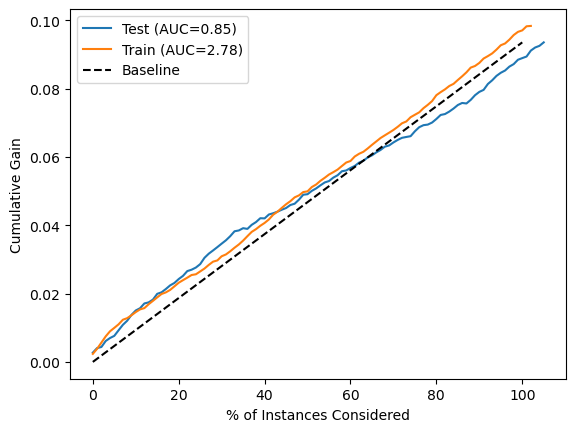 Test (AUC=0.85)
Train (AUC=2.78)
Baseline
Cumulative Gain
0.10
0.08
0.06
0.04
0.02
0.00
0 20 40 60 80 100
% of Instances Considered